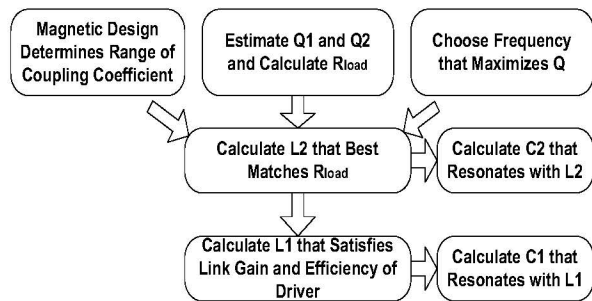 Magnetic Design
Determines Range of
Coupling Coefficient
Estimate Q1 and Q2
and Calculate Rload
Choose Frequency
that Maximizes Q
Calculate L2 that Best
Matches Rload
Calculate C2 that
Resonates with L2
Calculate L1 that Satisfies
Link Gain and Efficiency of
Driver
Calculate C1 that
Resonates with L1